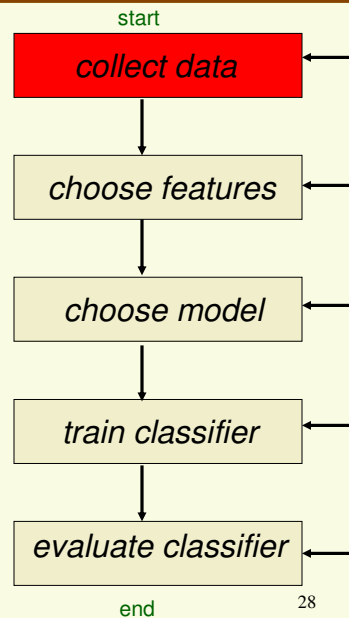 start
collect data
choose features
choose model
train classifier
evaluate classifier
end
28